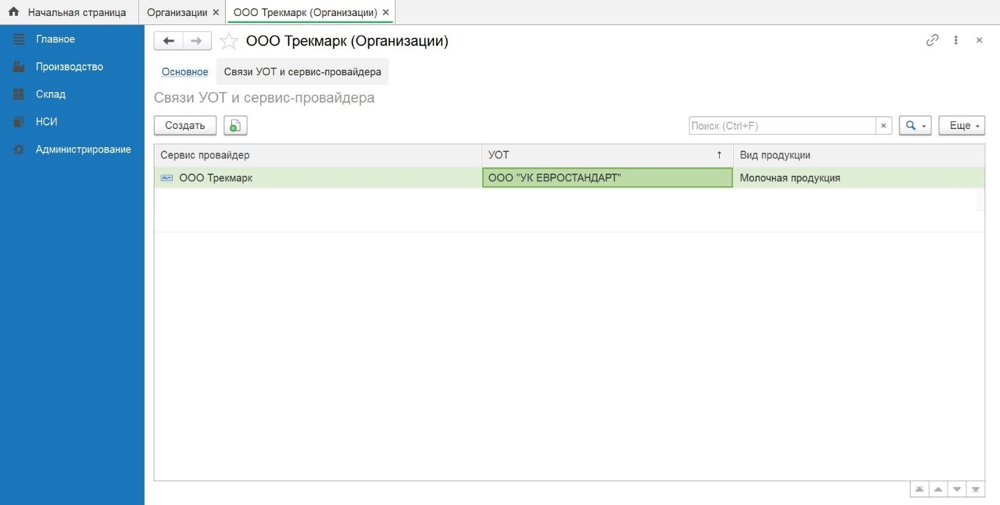 Начальная страница Организации × ООО Трекмарк (Организации) ×
Главное
Производство
Склад
НСИ
Администрирование
ООО Трекмарк (Организации)
Основное Связи УОТ и сервис-провайдера
Связи УОТ и сервис-провайдера
Создать Поиск (Ctrl+F) × Еще
Сервис провайдер УОТ ↑ Вид продукции
ООО Трекмарк ООО "УК ЕВРОСТАНДАРТ" Молочная продукция